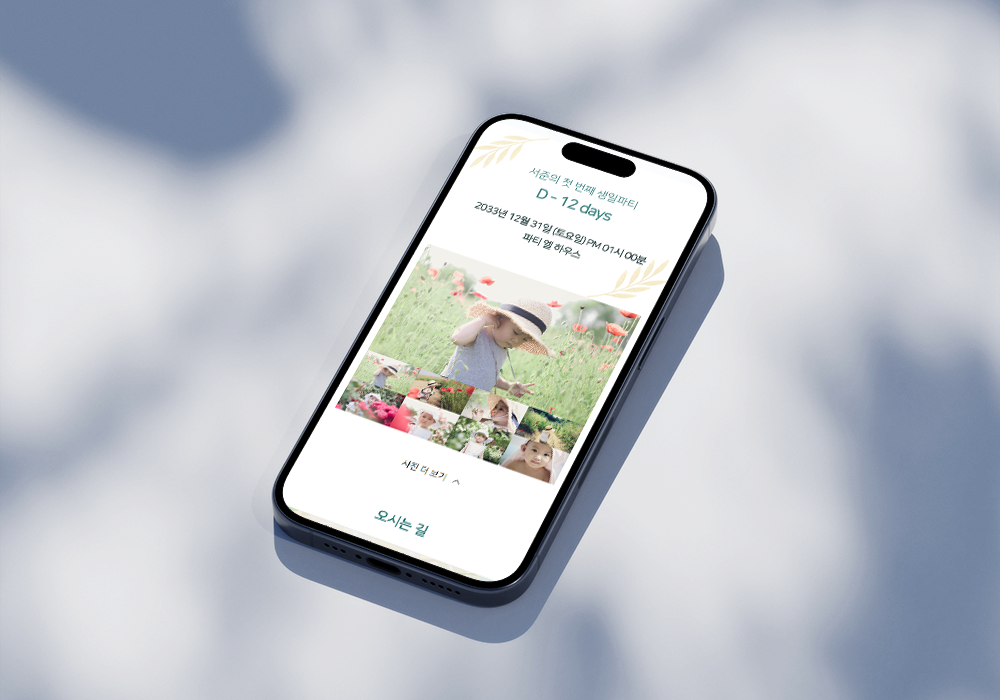 서준의 첫 번째 생일파티
D - 12 days
2033년 12월 31일 (토요일) PM 01시 00분
파티 엘 하우스
사진 더 보기
오시는 길